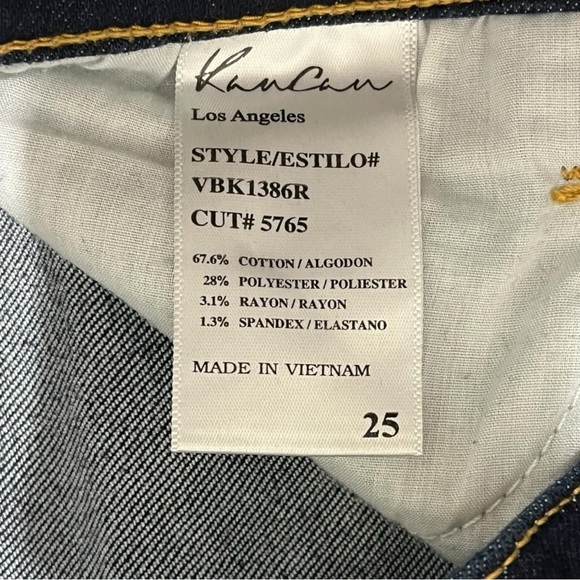 KanCan
Los Angeles
STYLE/ESTILO#
VBK1386R
CUT# 5765
67.6% COTTON / ALGODON
28% POLYESTER / POLIESTER
3.1% RAYON / RAYON
1.3% SPANDEX / ELASTANO
MADE IN VIETNAM
25